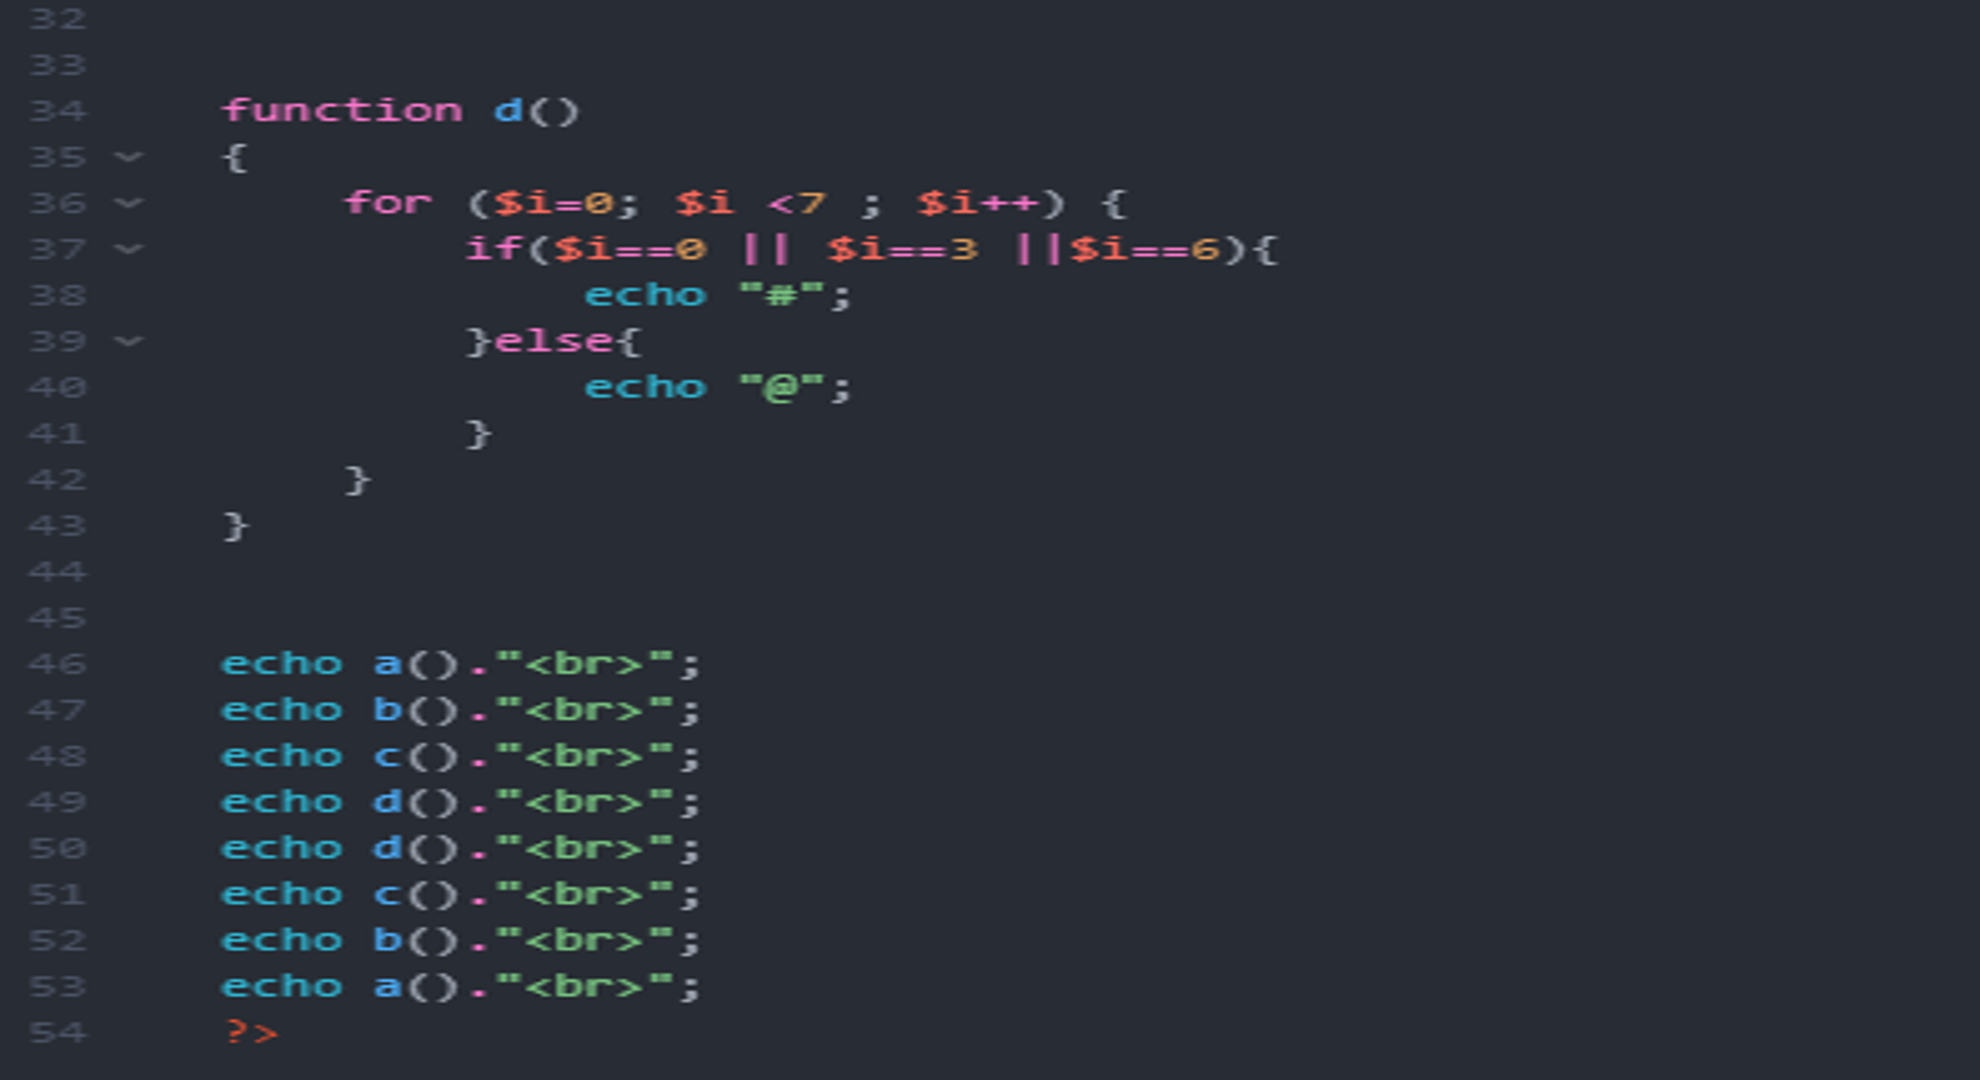 32
33
34 function d()
35 {
36 for ($i=0; $i <7 ; $i++) {
37 if($i==0 || $i==3 ||$i==6){
38 echo "#";
39 }else{
40 echo "@";
41 }
42 }
43 }
44
45
46 echo a()."<br>";
47 echo b()."<br>";
48 echo c()."<br>";
49 echo d()."<br>";
50 echo d()."<br>";
51 echo c()."<br>";
52 echo b()."<br>";
53 echo a()."<br>";
54 ?>